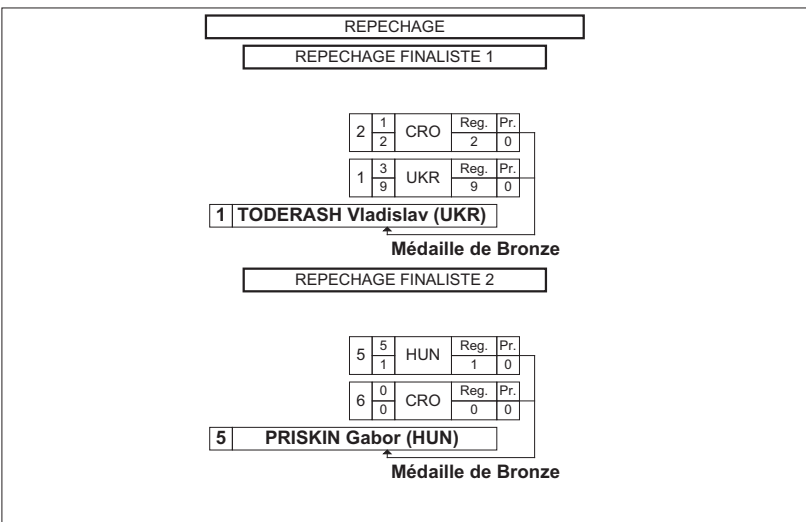 REPECHAGE
REPECHAGE FINALISTE 1
2 1 CRO Reg. Pr.
2 2 0
1 3 UKR Reg. Pr.
9 9 0
1 TODERASH Vladislav (UKR)
Médaille de Bronze
REPECHAGE FINALISTE 2
5 5 HUN Reg. Pr.
1 1 0
6 0 CRO Reg. Pr.
0 0 0
5 PRISKIN Gabor (HUN)
Médaille de Bronze